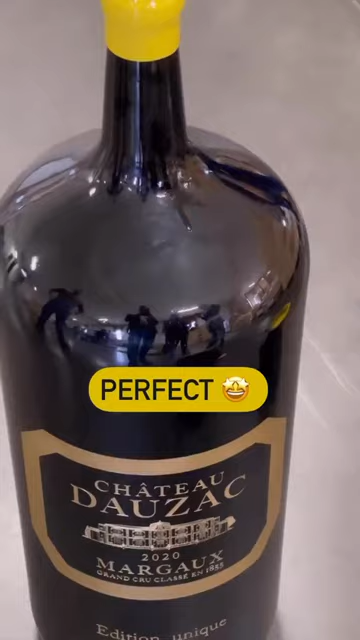 PERFECT 🤩
CHÂTEAU
DAUZAC
2020
MARGAUX
GRAND CRU CLASSÉ EN 1855
Edition unique